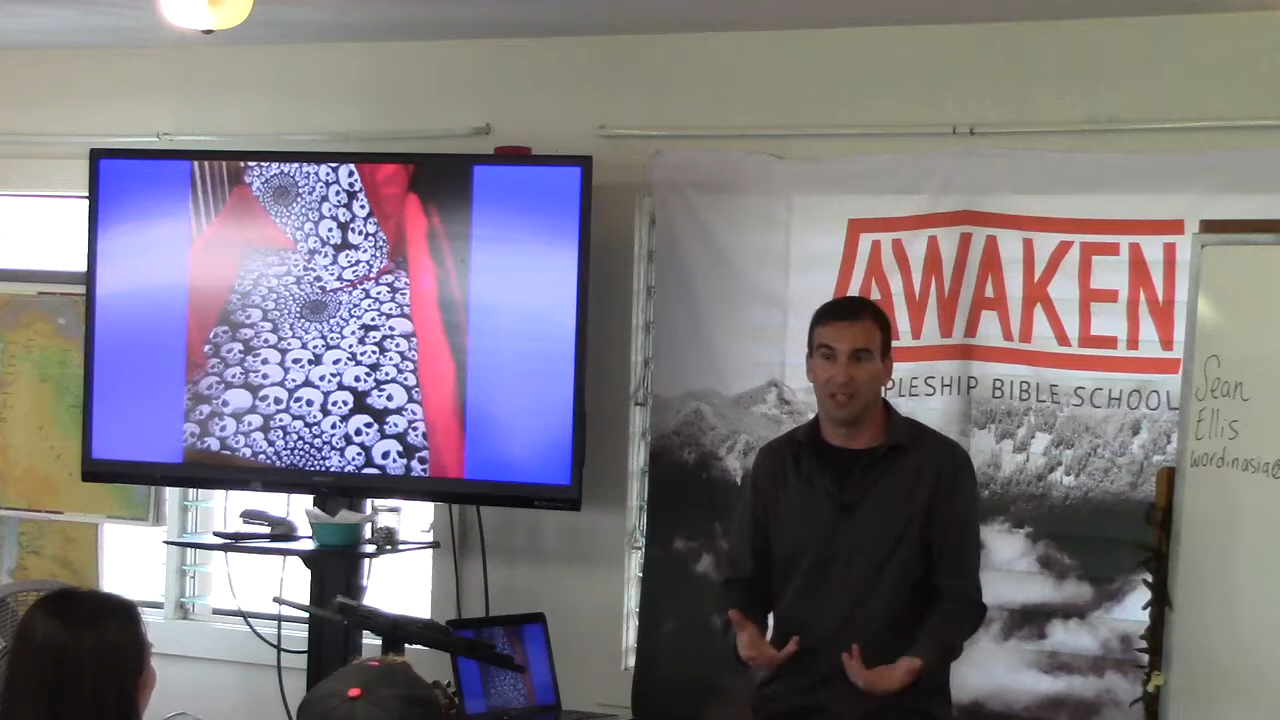 AWAKEN
PLESHIP BIBLE SCHOOL
Sean
Ellis
wordinasia@